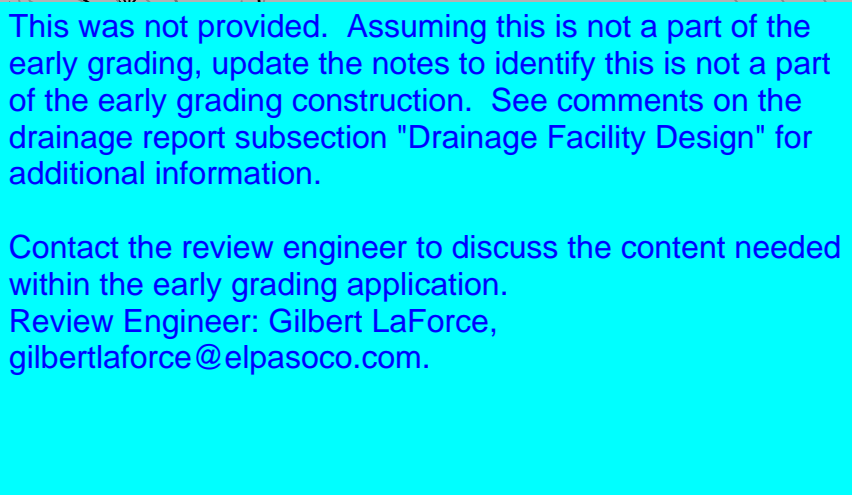 This was not provided.  Assuming this is not a part of the
early grading, update the notes to identify this is not a part
of the early grading construction.  See comments on the
drainage report subsection "Drainage Facility Design" for
additional information.

Contact the review engineer to discuss the content needed
within the early grading application.
Review Engineer: Gilbert LaForce,
gilbertlaforce@elpasoco.com.